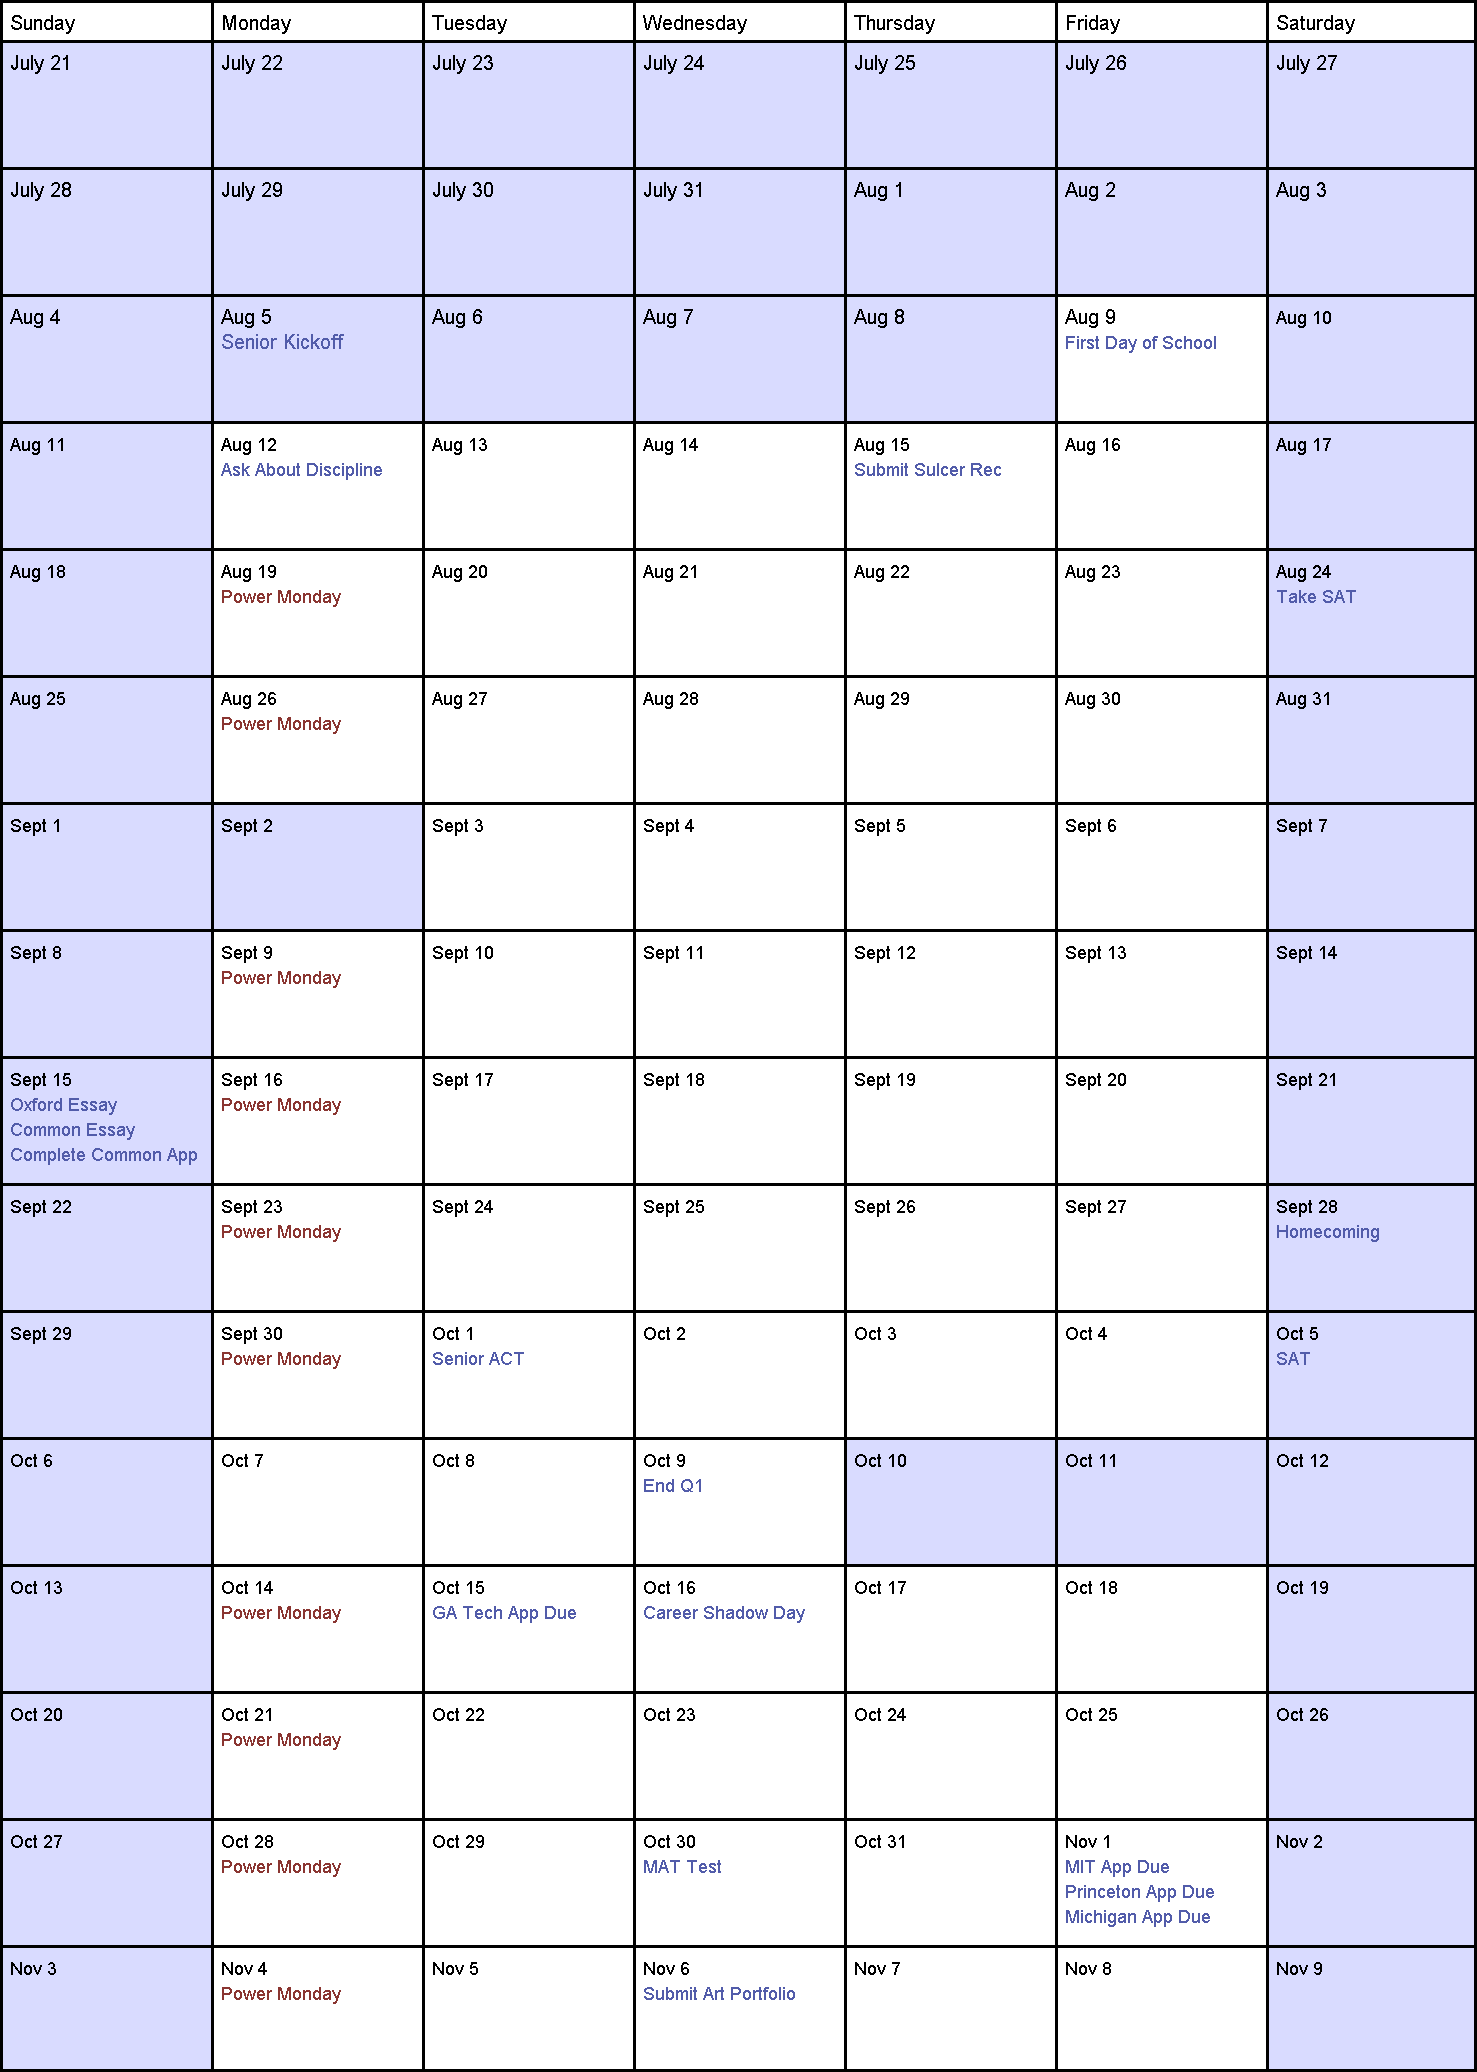 Sunday Monday Tuesday Wednesday Thursday Friday Saturday
July 21 July 22 July 23 July 24 July 25 July 26 July 27
July 28 July 29 July 30 July 31 Aug 1 Aug 2 Aug 3
Aug 4 Aug 5 Aug 6 Aug 7 Aug 8 Aug 9 Aug 10
Senior Kickoff First Day of School
Aug 11 Aug 12 Aug 13 Aug 14 Aug 15 Aug 16 Aug 17
Ask About Discipline Submit Sulcer Rec
Aug 18 Aug 19 Aug 20 Aug 21 Aug 22 Aug 23 Aug 24
Power Monday Take SAT
Aug 25 Aug 26 Aug 27 Aug 28 Aug 29 Aug 30 Aug 31
Power Monday
Sept 1 Sept 2 Sept 3 Sept 4 Sept 5 Sept 6 Sept 7
Sept 8 Sept 9 Sept 10 Sept 11 Sept 12 Sept 13 Sept 14
Power Monday
Sept 15 Sept 16 Sept 17 Sept 18 Sept 19 Sept 20 Sept 21
Oxford Essay Power Monday
Common Essay
Complete Common App
Sept 22 Sept 23 Sept 24 Sept 25 Sept 26 Sept 27 Sept 28
Power Monday Homecoming
Sept 29 Sept 30 Oct 1 Oct 2 Oct 3 Oct 4 Oct 5
Power Monday Senior ACT SAT
Oct 6 Oct 7 Oct 8 Oct 9 Oct 10 Oct 11 Oct 12
End Q1
Oct 13 Oct 14 Oct 15 Oct 16 Oct 17 Oct 18 Oct 19
Power Monday GA Tech App Due Career Shadow Day
Oct 20 Oct 21 Oct 22 Oct 23 Oct 24 Oct 25 Oct 26
Power Monday
Oct 27 Oct 28 Oct 29 Oct 30 Oct 31 Nov 1 Nov 2
Power Monday MAT Test MIT App Due
Princeton App Due
Michigan App Due
Nov 3 Nov 4 Nov 5 Nov 6 Nov 7 Nov 8 Nov 9
Power Monday Submit Art Portfolio